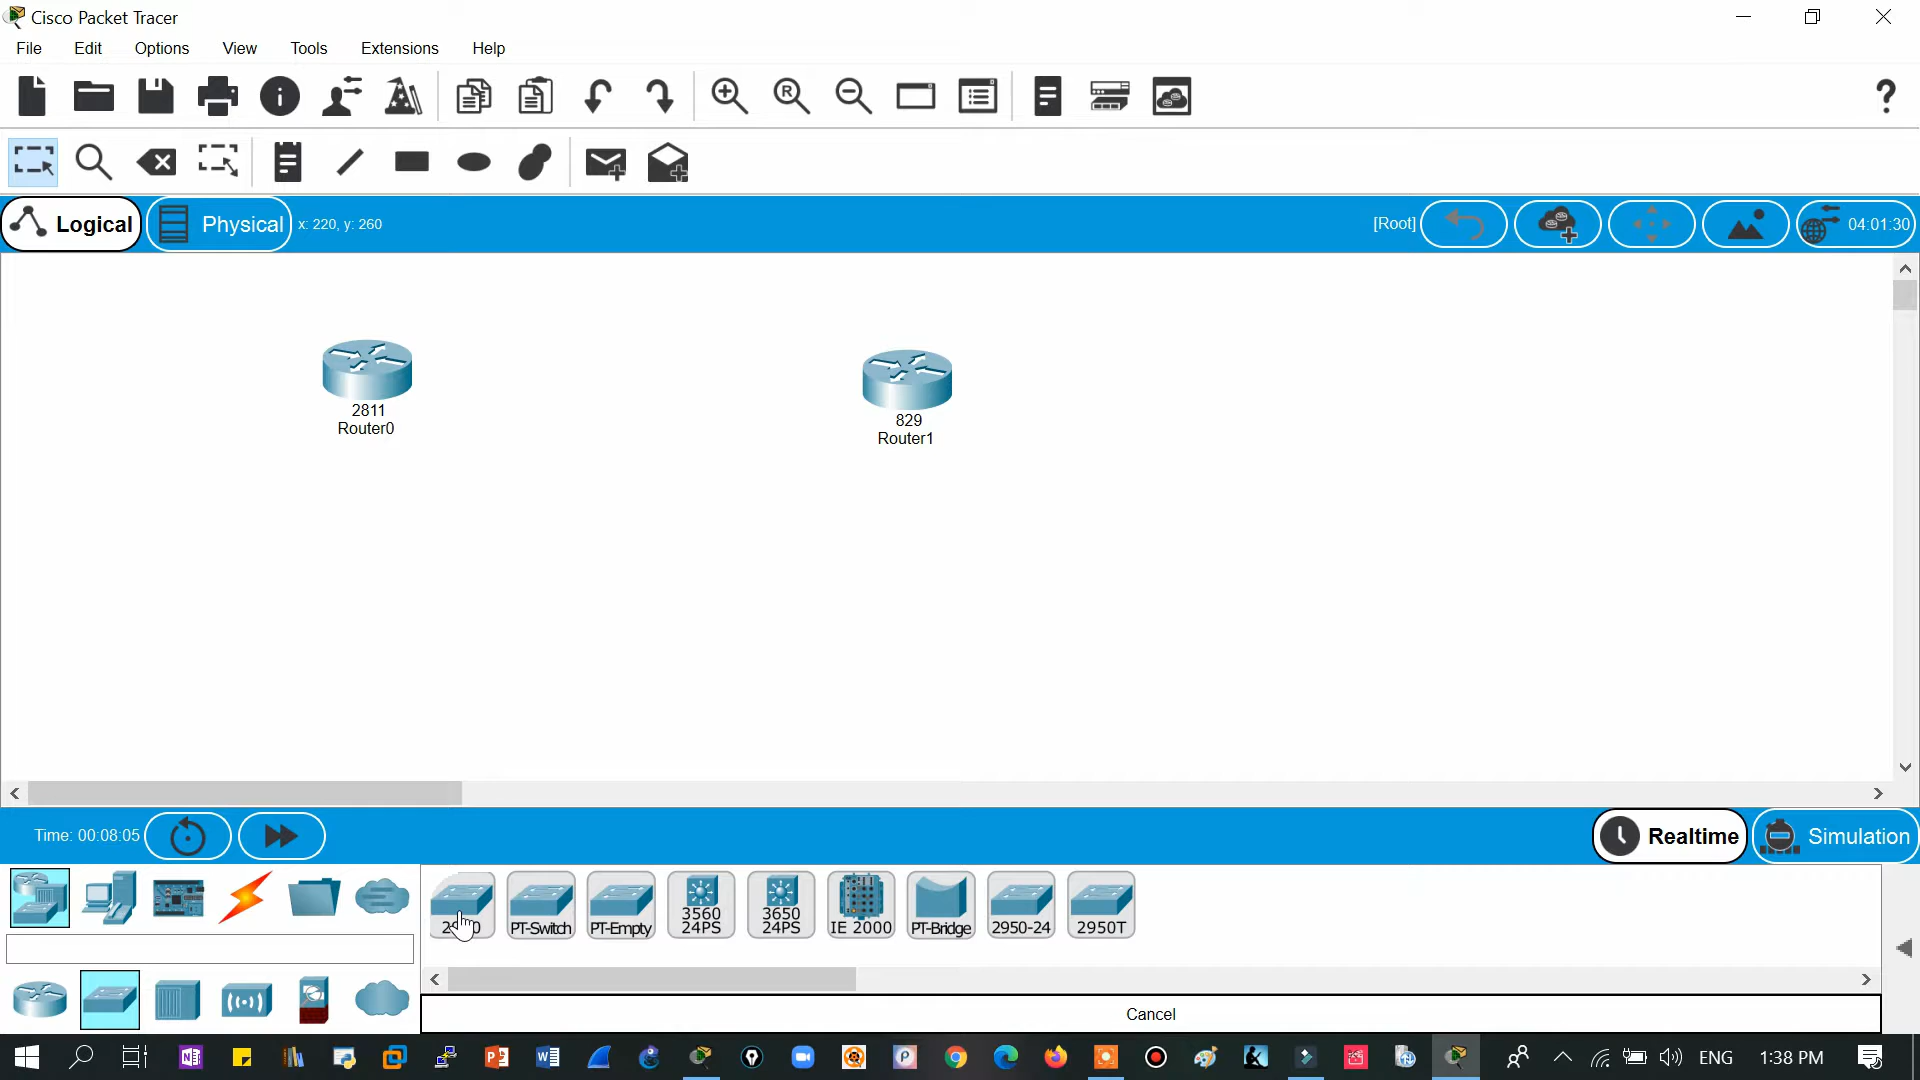 Cisco Packet Tracer
File Edit Options View Tools Extensions Help
R
?
Logical Physical x: 220, y: 260 [Root] 04:01:30
2811
Router0
829
Router1
Time: 00:08:05 Realtime Simulation
PT-Switch PT-Empty 3560 24PS 3650 24PS IE 2000 PT-Bridge 2950-24 2950T
Cancel
ENG 1:38 PM